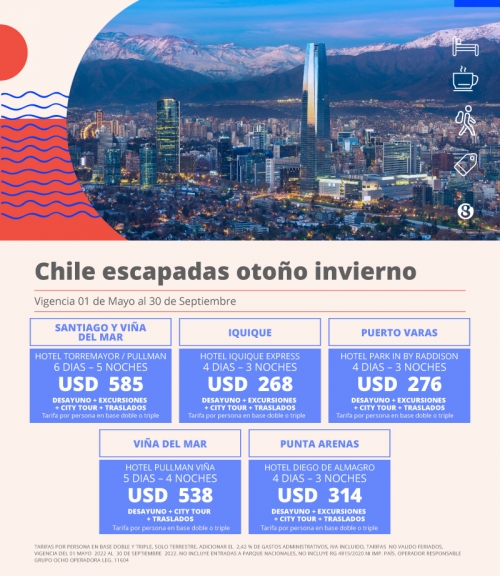 Chile escapadas otoño invierno
Vigencia 01 de Mayo al 30 de Septiembre
SANTIAGO Y VIÑA
DEL MAR
HOTEL TORREMAYOR / PULLMAN
6 DIAS – 5 NOCHES
USD 585
DESAYUNO + EXCURSIONES
+ CITY TOUR + TRASLADOS
Tarifa por persona en base doble o triple
IQUIQUE
HOTEL IQUIQUE EXPRESS
4 DIAS – 3 NOCHES
USD 268
DESAYUNO + EXCURSIONES
+ CITY TOUR + TRASLADOS
Tarifa por persona en base doble o triple
PUERTO VARAS
HOTEL PARK IN BY RADDISON
4 DIAS – 3 NOCHES
USD 276
DESAYUNO + EXCURSIONES
+ CITY TOUR + TRASLADOS
Tarifa por persona en base doble o triple
VIÑA DEL MAR
HOTEL PULLMAN VIÑA
5 DIAS – 4 NOCHES
USD 538
DESAYUNO + CITY TOUR
+ TRASLADOS
Tarifa por persona en base doble o triple
PUNTA ARENAS
HOTEL DIEGO DE ALMAGRO
4 DIAS – 3 NOCHES
USD 314
DESAYUNO + EXCURSIONES
+ CITY TOUR + TRASLADOS
Tarifa por persona en base doble o triple
TARIFAS POR PERSONA EN BASE DOBLE Y TRIPLE, SOLO TERRESTRE, ADICIONAR EL 2,42 % DE GASTOS ADMINISTRATIVOS, IVA INCLUIDO, TARIFAS NO VALIDO FERIADOS,
VIGENCIA DEL 01 MAYO 2022 AL 30 DE SEPTIEMBRE 2022. NO INCLUYE ENTRADAS A PARQUE NACIONALES, NO INCLUYE RG 4815/2020 NI IMP. PAIS, OPERADOR RESPONSABLE
GRUPO OCHO OPERADORA LEG. 11604